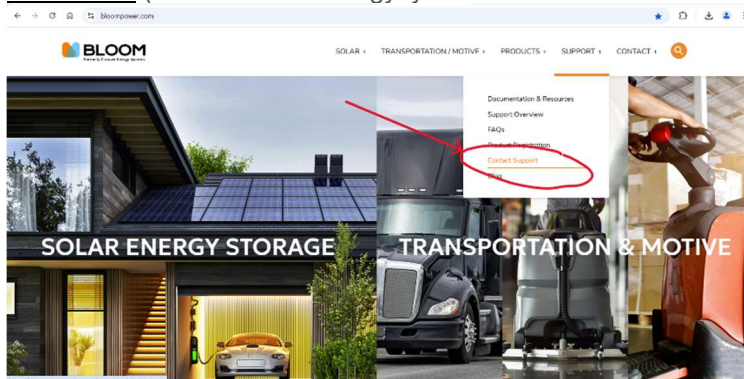 bloompower.com
BLOOM
SOLAR +
TRANSPORTATION / MOTIVE +
PRODUCTS +
SUPPORT +
CONTACT +
Documentation & Resources
Support Overview
FAQs
Product Registration
Contact Support
Blog
SOLAR ENERGY STORAGE
TRANSPORTATION & MOTIVE